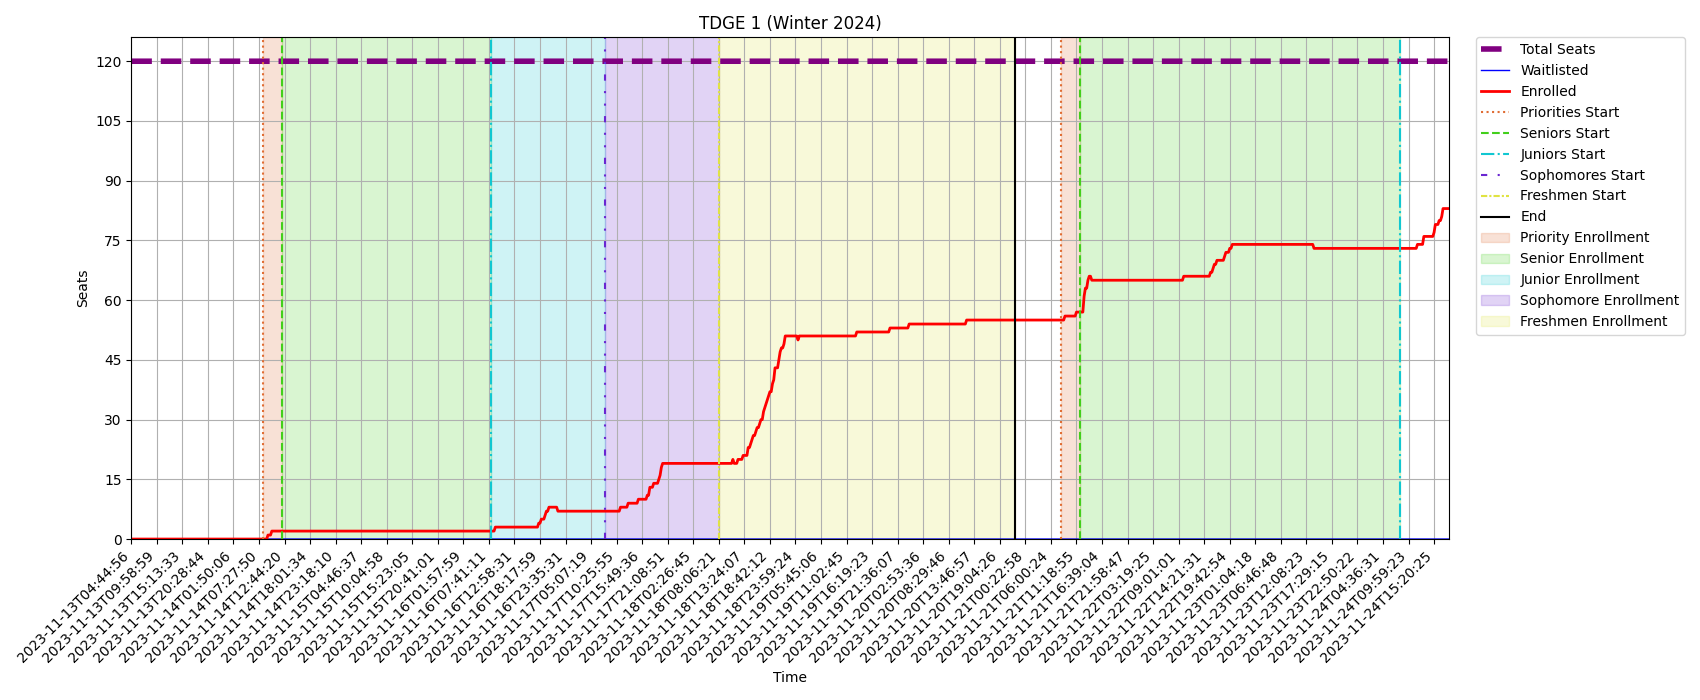 TDGE 1 (Winter 2024)
Seats
120
105
90
75
60
45
30
15
0
2023-11-13T04:44:56
2023-11-13T09:58:59
2023-11-13T15:13:33
2023-11-13T20:28:44
2023-11-14T01:50:06
2023-11-14T07:27:50
2023-11-14T12:44:20
2023-11-14T18:01:34
2023-11-14T23:18:10
2023-11-15T04:46:37
2023-11-15T10:04:58
2023-11-15T15:23:05
2023-11-15T20:41:01
2023-11-16T01:57:59
2023-11-16T07:41:11
2023-11-16T12:58:31
2023-11-16T18:17:59
2023-11-16T23:35:31
2023-11-17T05:07:19
2023-11-17T10:25:55
2023-11-17T15:49:36
2023-11-17T21:08:51
2023-11-18T02:26:45
2023-11-18T08:06:21
2023-11-18T13:24:07
2023-11-18T18:42:12
2023-11-18T23:59:24
2023-11-19T05:45:06
2023-11-19T11:02:45
2023-11-19T16:19:23
2023-11-19T21:36:07
2023-11-20T02:53:36
2023-11-20T08:29:46
2023-11-20T13:46:57
2023-11-20T19:04:26
2023-11-21T00:22:58
2023-11-21T06:00:24
2023-11-21T11:18:55
2023-11-21T16:39:04
2023-11-21T21:58:47
2023-11-22T03:19:25
2023-11-22T09:01:01
2023-11-22T14:21:31
2023-11-22T19:42:54
2023-11-23T01:04:18
2023-11-23T06:46:48
2023-11-23T12:08:23
2023-11-23T17:29:15
2023-11-23T22:50:22
2023-11-24T04:36:31
2023-11-24T09:59:23
2023-11-24T15:20:25
Time
Total Seats
Waitlisted
Enrolled
Priorities Start
Seniors Start
Juniors Start
Sophomores Start
Freshmen Start
End
Priority Enrollment
Senior Enrollment
Junior Enrollment
Sophomore Enrollment
Freshmen Enrollment